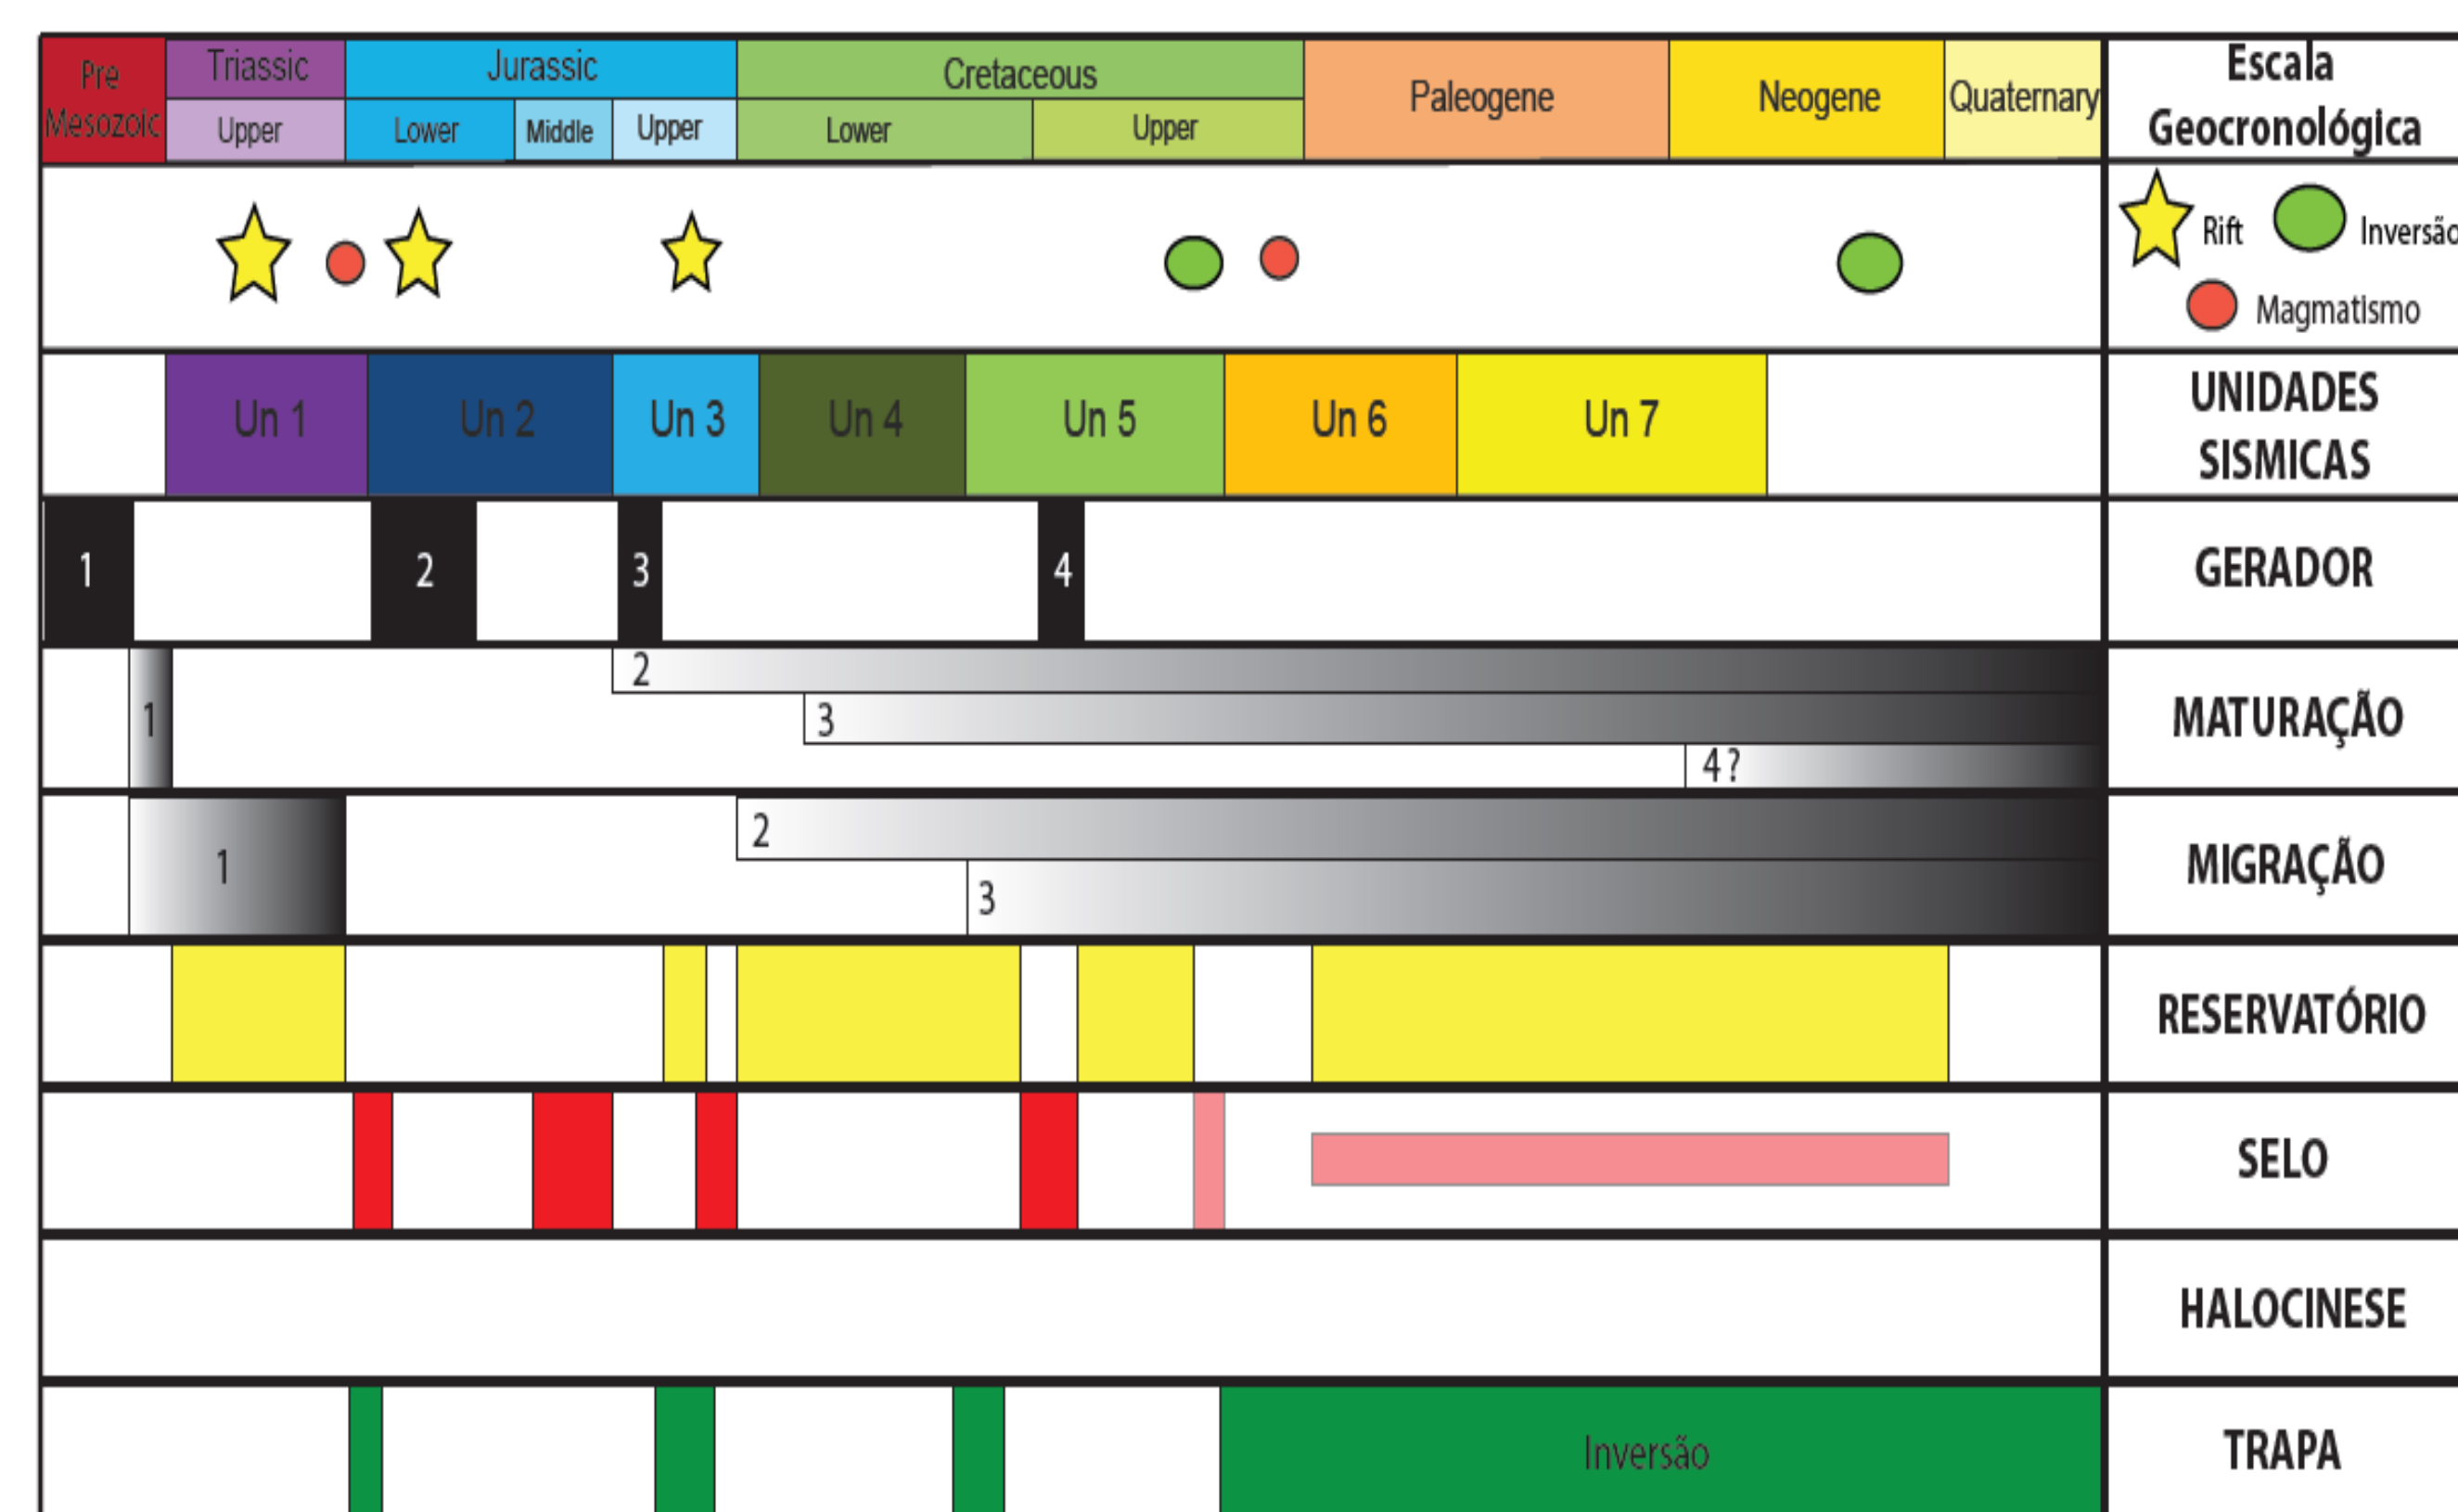 Pre
Mesozoic
Triassic
Jurassic
Cretaceous
Paleogene
Neogene
Quaternary
Escala
Geocronológica
Upper
Lower
Middle
Upper
Lower
Upper
Rift
Inversão
Magmatismo
Un 1
Un 2
Un 3
Un 4
Un 5
Un 6
Un 7
UNIDADES
SISMICAS
1
2
3
4
GERADOR
1
2
3
4?
MATURAÇÃO
1
2
3
MIGRAÇÃO
RESERVATÓRIO
SELO
HALOCINESE
Inversão
TRAPA